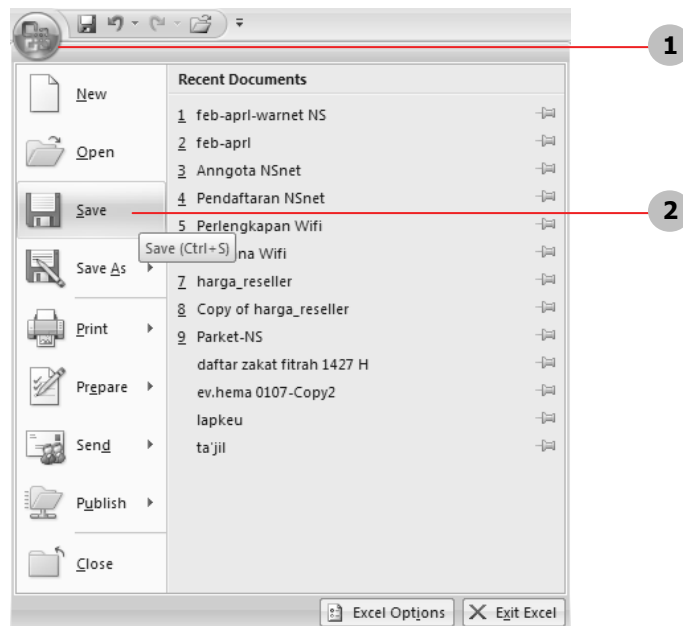 1
New
Open
Save
Save As
Print
Prepare
Send
Publish
Close
Recent Documents
1 feb-aprl-warnet NS
2 feb-aprl
3 Anngota NSnet
4 Pendaftaran NSnet
5 Perlengkapan Wifi
na Wifi
7 harga_reseller
8 Copy of harga_reseller
9 Parket-NS
daftar zakat fitrah 1427 H
ev.hema 0107-Copy2
lapkeu
ta'jil
2
Save (Ctrl+S)
Excel Options
Exit Excel